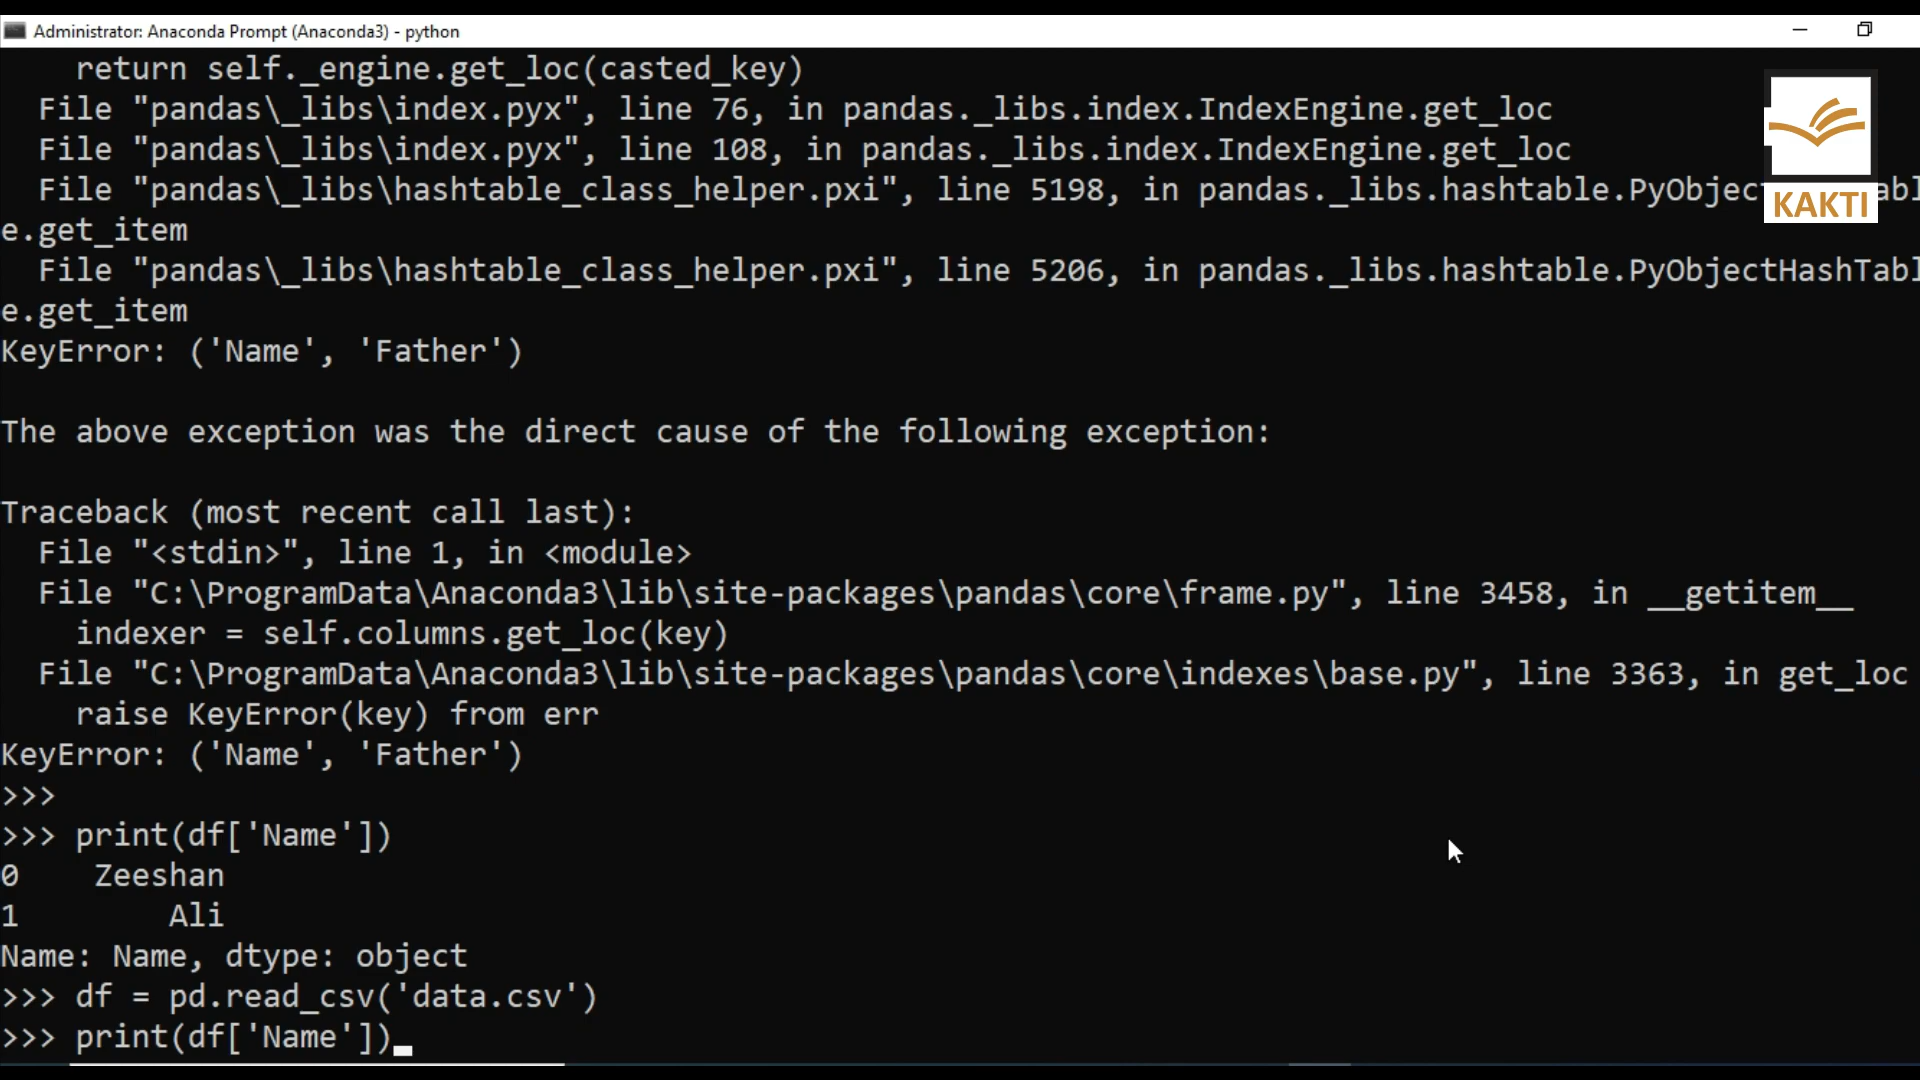 Administrator: Anaconda Prompt (Anaconda3) - python
    return self._engine.get_loc(casted_key)
  File "pandas\_libs\index.pyx", line 76, in pandas._libs.index.IndexEngine.get_loc
  File "pandas\_libs\index.pyx", line 108, in pandas._libs.index.IndexEngine.get_loc
  File "pandas\_libs\hashtable_class_helper.pxi", line 5198, in pandas._libs.hashtable.
e.get_item
  File "pandas\_libs\hashtable_class_helper.pxi", line 5206, in pandas._libs.hashtable.PyObjectHashTabl
e.get_item
KeyError: ('Name', 'Father')
The above exception was the direct cause of the following exception:
Traceback (most recent call last):
  File "<stdin>", line 1, in <module>
  File "C:\ProgramData\Anaconda3\lib\site-packages\pandas\core\frame.py", line 3458, in __getitem__
    indexer = self.columns.get_loc(key)
  File "C:\ProgramData\Anaconda3\lib\site-packages\pandas\core\indexes\base.py", line 3363, in get_loc
    raise KeyError(key) from err
KeyError: ('Name', 'Father')
>>>
>>> print(df['Name'])
0    Zeeshan
1        Ali
Name: Name, dtype: object
>>> df = pd.read_csv('data.csv')
>>> print(df['Name'])
KAKTI